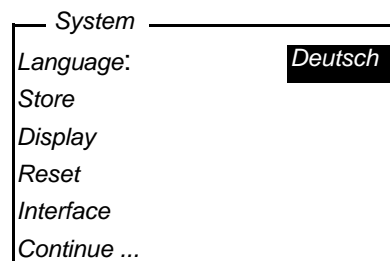 System
Language: Deutsch
Store
Display
Reset
Interface
Continue ...